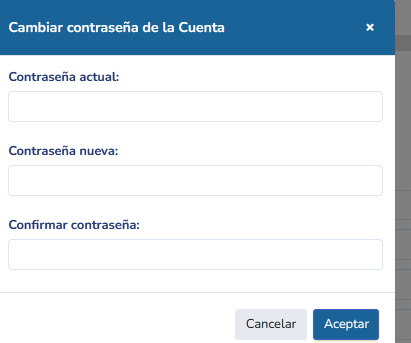 Cambiar contraseña de la Cuenta ×
Contraseña actual:
Contraseña nueva:
Confirmar contraseña:
Cancelar Aceptar